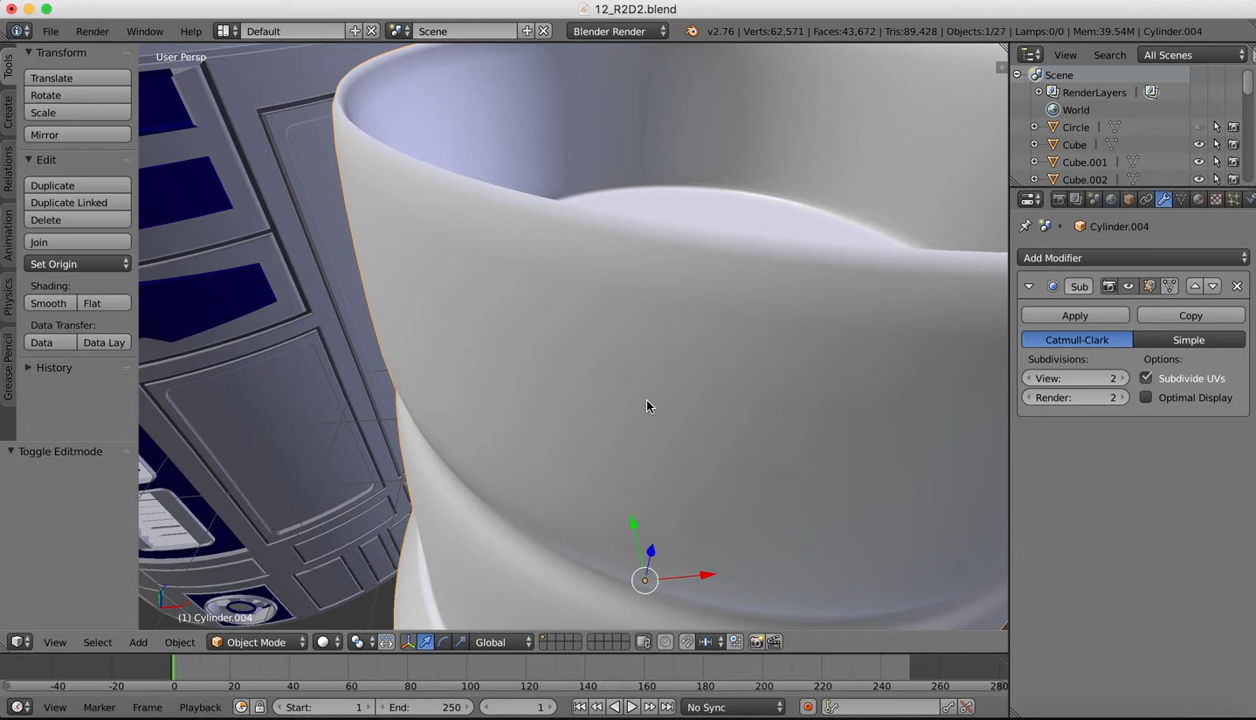 12_R2D2.blend
File Render Window Help Default Scene Blender Render v2.76 | Verts:62,571 | Faces:43,672 | Tris:89,428 | Objects:1/27 | Lamps:0/0 | Mem:39.54M | Cylinder.004
Tools
Create
Relations
Animation
Physics
Grease Pencil
Transform
Translate
Rotate
Scale
Mirror
Edit
Duplicate
Duplicate Linked
Delete
Join
Set Origin
Shading:
Smooth Flat
Data Transfer:
Data Data Lay
History
Toggle Editmode
User Persp
(1) Cylinder.004
View Select Add Object Object Mode Global
View Search All Scenes
Scene
RenderLayers |
World
Circle |
Cube |
Cube.001 |
Cube.002 |
Cylinder.004
Add Modifier
Sub
Apply Copy
Catmull-Clark Simple
Subdivisions: Options:
View: 2 Subdivide UVs
Render: 2 Optimal Display
-40 -20 0 20 40 60 80 100 120 140 160 180 200 220 240 260 280
View Marker Frame Playback Start: 1 End: 250 1 No Sync